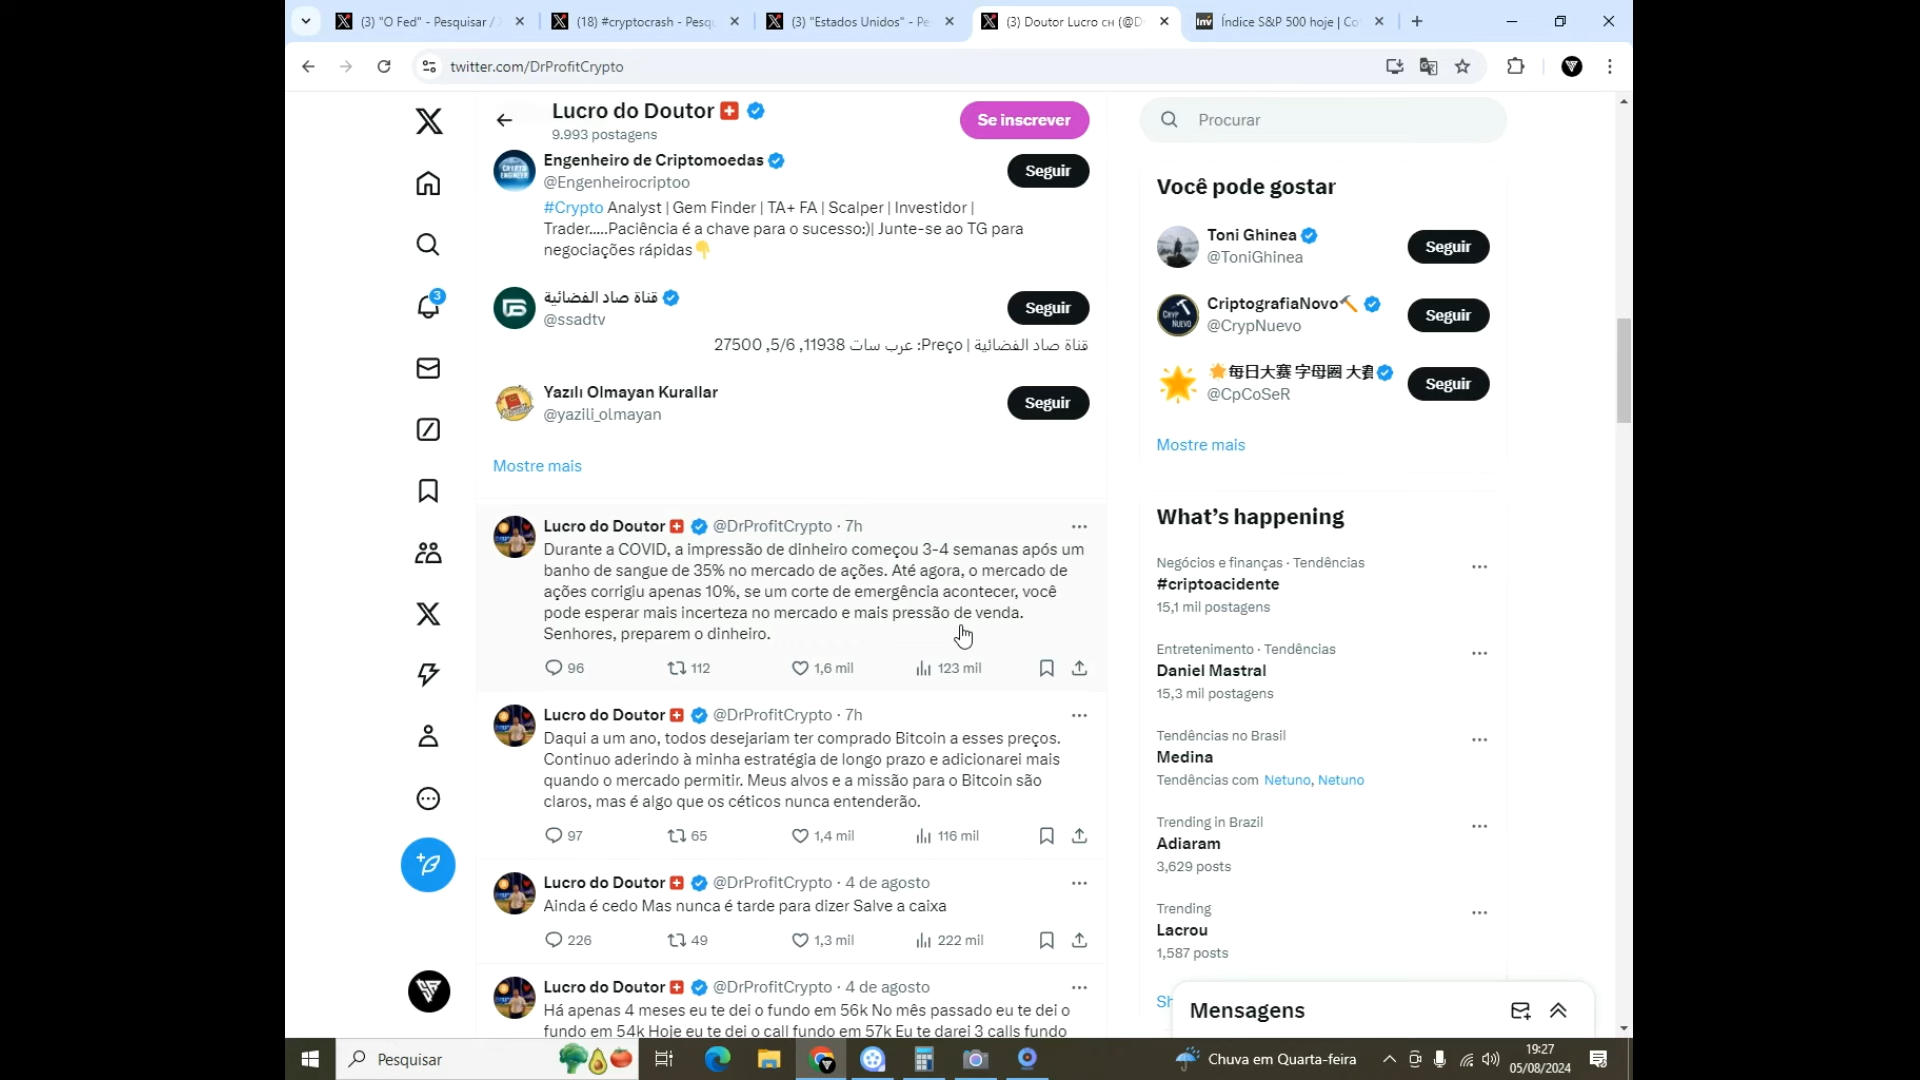 (3) "O Fed" - Pesquisar /
(18) #cryptocrash - Pesqu
(3) "Estados Unidos" - Pe
(3) Doutor Lucro CH (@D
Inv
Índice S&P 500 hoje | Co
twitter.com/DrProfitCrypto
Lucro do Doutor
9.993 postagens
Se inscrever
Procurar
Engenheiro de Criptomoedas
@Engenheirocriptoo
Seguir
#Crypto Analyst | Gem Finder | TA+ FA | Scalper | Investidor |
Trader.....Paciência é a chave para o sucesso:)| Junte-se ao TG para
negociações rápidas
قناة صاد الفضائية
@ssadtv
Seguir
قناة صاد الفضائية | Preço: عرب سات 11938, 5/6, 27500
Yazılı Olmayan Kurallar
@yazili_olmayan
Seguir
Mostre mais
Lucro do Doutor @DrProfitCrypto · 7h
Durante a COVID, a impressão de dinheiro começou 3-4 semanas após um
banho de sangue de 35% no mercado de ações. Até agora, o mercado de
ações corrigiu apenas 10%, se um corte de emergência acontecer, você
pode esperar mais incerteza no mercado e mais pressão de venda.
Senhores, preparem o dinheiro.
96 112 1,6 mil 123 mil
Lucro do Doutor @DrProfitCrypto · 7h
Daqui a um ano, todos desejariam ter comprado Bitcoin a esses preços.
Continuo aderindo à minha estratégia de longo prazo e adicionarei mais
quando o mercado permitir. Meus alvos e a missão para o Bitcoin são
claros, mas é algo que os céticos nunca entenderão.
97 65 1,4 mil 116 mil
Lucro do Doutor @DrProfitCrypto · 4 de agosto
Ainda é cedo Mas nunca é tarde para dizer Salve a caixa
226 49 1,3 mil 222 mil
Lucro do Doutor @DrProfitCrypto · 4 de agosto
Há apenas 4 meses eu te dei o fundo em 56k No mês passado eu te dei o
fundo em 54k Hoje eu te dei o call fundo em 57k Eu te darei 3 calls fundo
Você pode gostar
Toni Ghinea
@ToniGhinea
Seguir
CriptografiaNovo
@CrypNuevo
Seguir
每日大赛 字母圈 大
@CpCoSeR
Seguir
Mostre mais
What's happening
Negócios e finanças · Tendências
#criptoacidente
15,1 mil postagens
Entretenimento · Tendências
Daniel Mastral
15,3 mil postagens
Tendências no Brasil
Medina
Tendências com Netuno, Netuno
Trending in Brazil
Adiaram
3,629 posts
Trending
Lacrou
1,587 posts
Sh
Mensagens
3
CRYPTO
ENGINEER
CRYP
NUEVO
Pesquisar
Chuva em Quarta-feira
19:27
05/08/2024